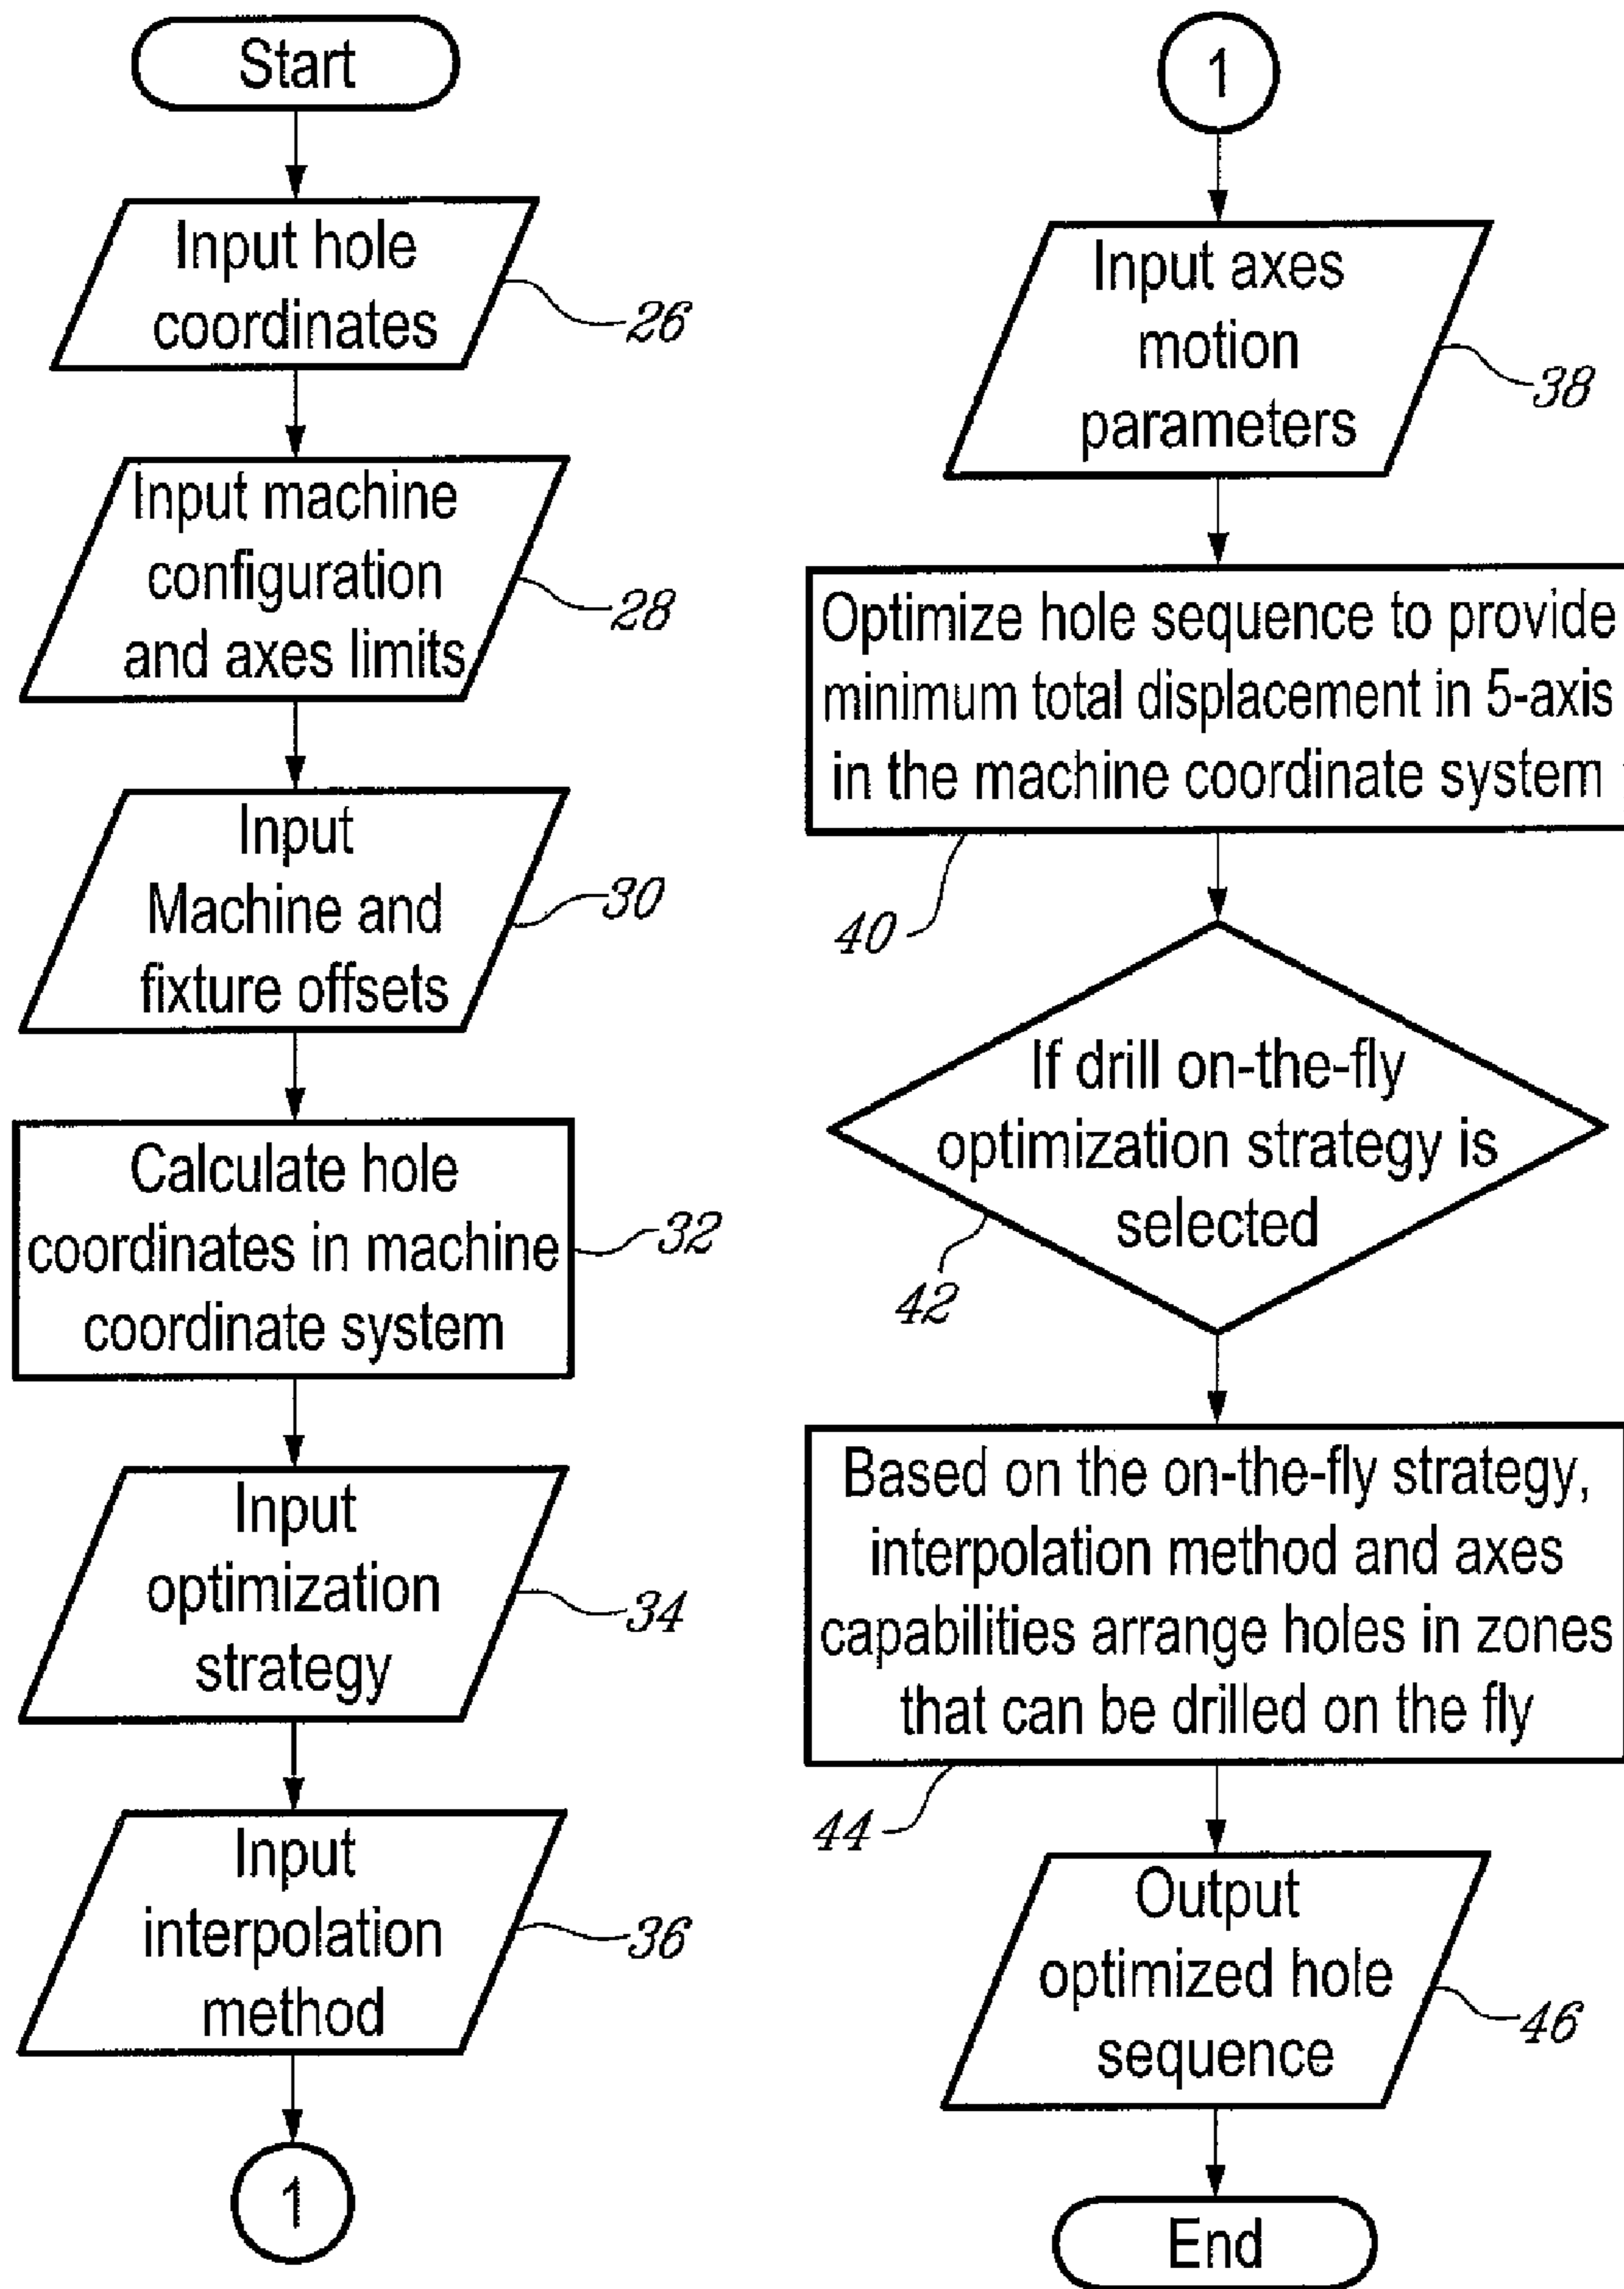 Start
Input hole
coordinates
26
Input machine
configuration
and axes limits
28
Input
Machine and
fixture offsets
30
Calculate hole
coordinates in machine
coordinate system
32
Input
optimization
strategy
34
Input
interpolation
method
36
1
1
Input axes
motion
parameters
38
Optimize hole sequence to provide
minimum total displacement in 5-axis
in the machine coordinate system
40
If drill on-the-fly
optimization strategy is
selected
42
Based on the on-the-fly strategy,
interpolation method and axes
capabilities arrange holes in zones
that can be drilled on the fly
44
Output
optimized hole
sequence
46
End